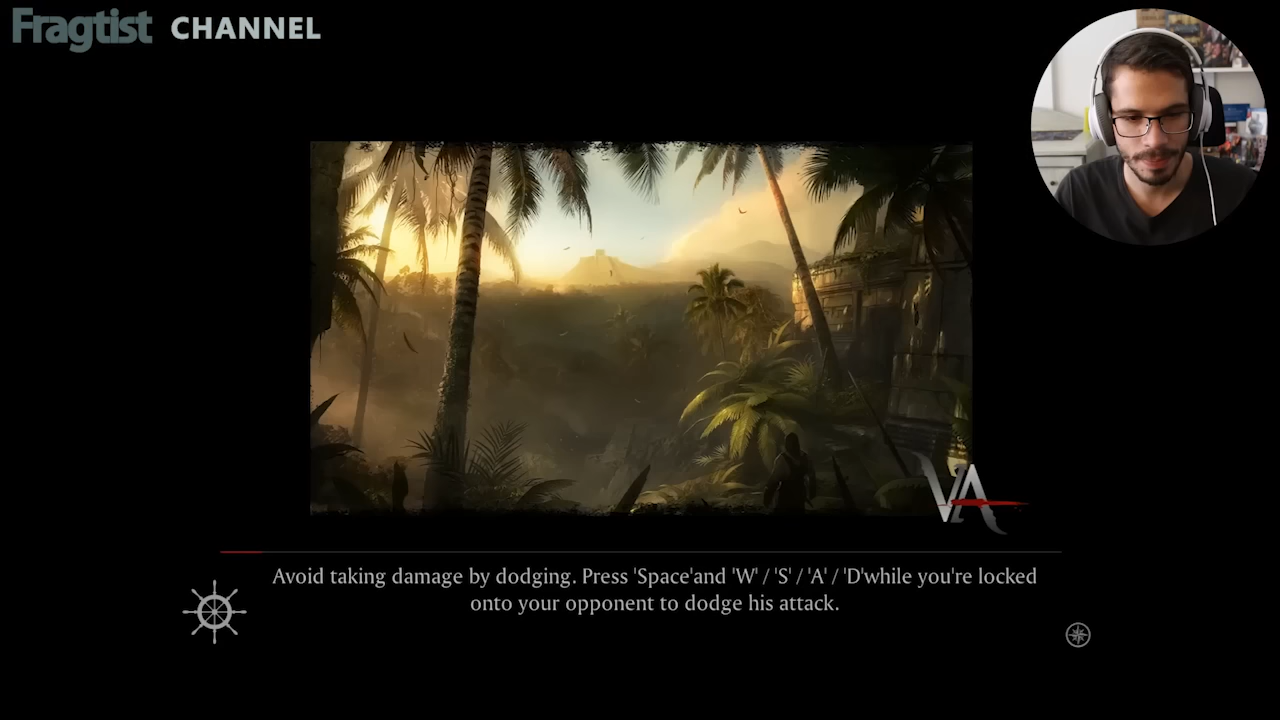 Fragtist CHANNEL
VA
Avoid taking damage by dodging. Press 'Space'and 'W' / 'S' / 'A' / 'D'while you're locked
onto your opponent to dodge his attack.